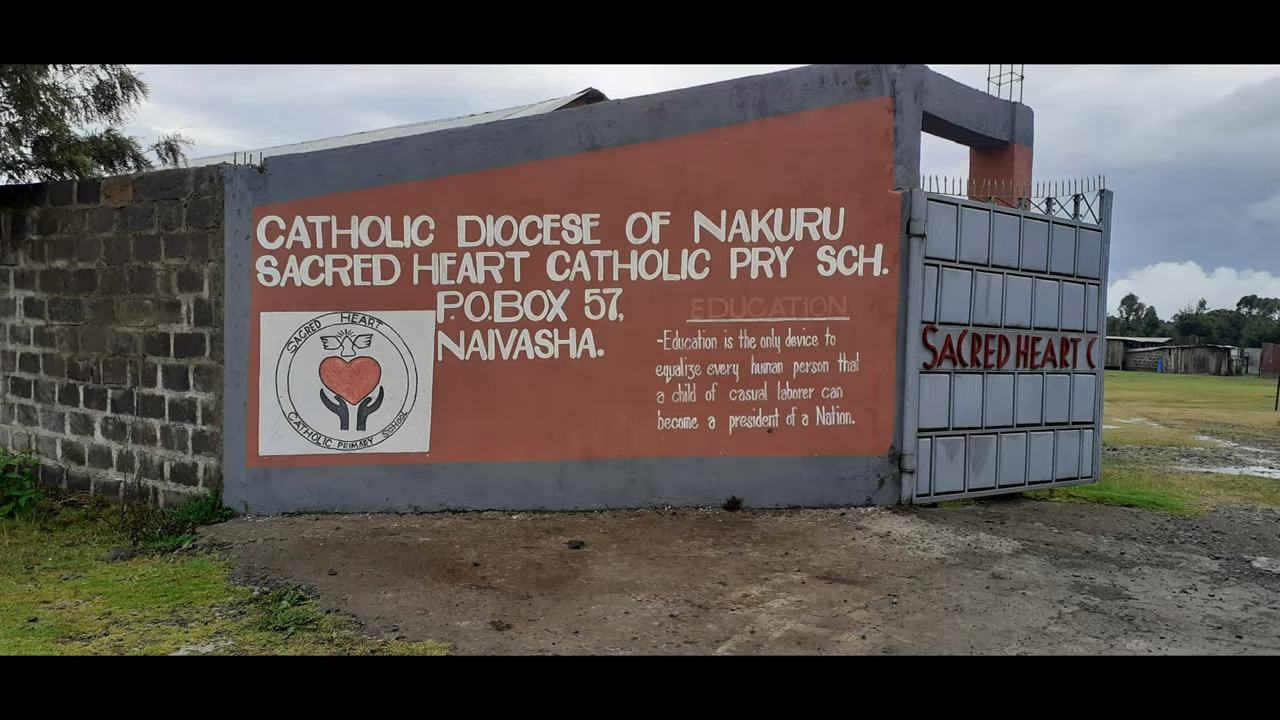 CATHOLIC DIOCESE OF NAKURU
SACRED HEART CATHOLIC PRY SCH.
P.O.BOX 57,
NAIVASHA.
SACRED HEART
CATHOLIC PRIMARY SCHOOL
EDUCATION
-Education is the only device to
equalize every human person that
a child of casual laborer can
become a president of a Nation.
SACRED HEART C